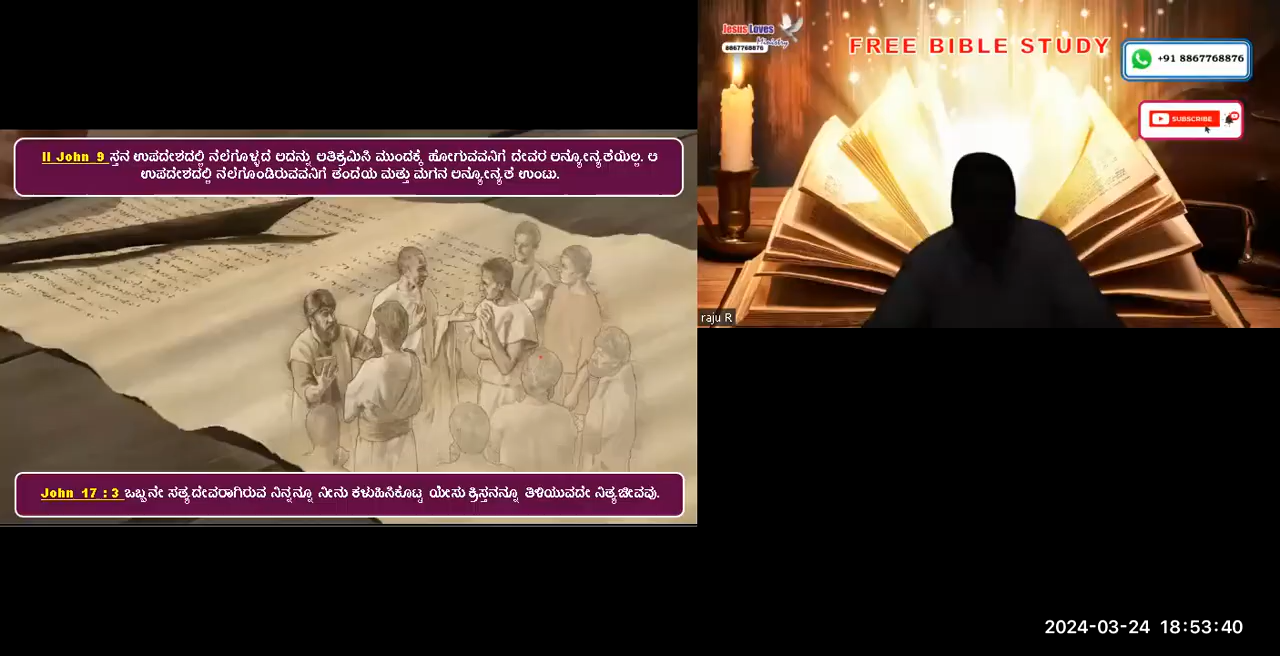 II John 9 ಸ್ತನ ಉಪದೇಶದಲ್ಲಿ ನೆಲೆಗೊಳ್ಳದೆ ಅದನ್ನು ಅತಿಕ್ರಮಿಸಿ ಮುಂದಕ್ಕೆ ಹೋಗುವವನಿಗೆ ದೇವರ ಅನ್ಯೋನ್ಯತೆಯಿಲ್ಲ. ಆ
ಉಪದೇಶದಲ್ಲಿ ನೆಲೆಗೊಂಡಿರುವವನಿಗೆ ತಂದೆಯ ಮತ್ತು ಮಗನ ಅನ್ಯೋನ್ಯತೆ ಉಂಟು.
John 17 : 3 ಒಬ್ಬನೇ ಸತ್ಯದೇವರಾಗಿರುವ ನಿನ್ನನ್ನೂ ನೀನು ಕಳುಹಿಸಿಕೊಟ್ಟ ಯೇಸು ಕ್ರಿಸ್ತನನ್ನೂ ತಿಳಿಯುವದೇ ನಿತ್ಯಜೀವವು.
Jesus Loves
Ministry
8867768876
FREE BIBLE STUDY
+91 8867768876
SUBSCRIBE
raju R
2024-03-24 18:53:40